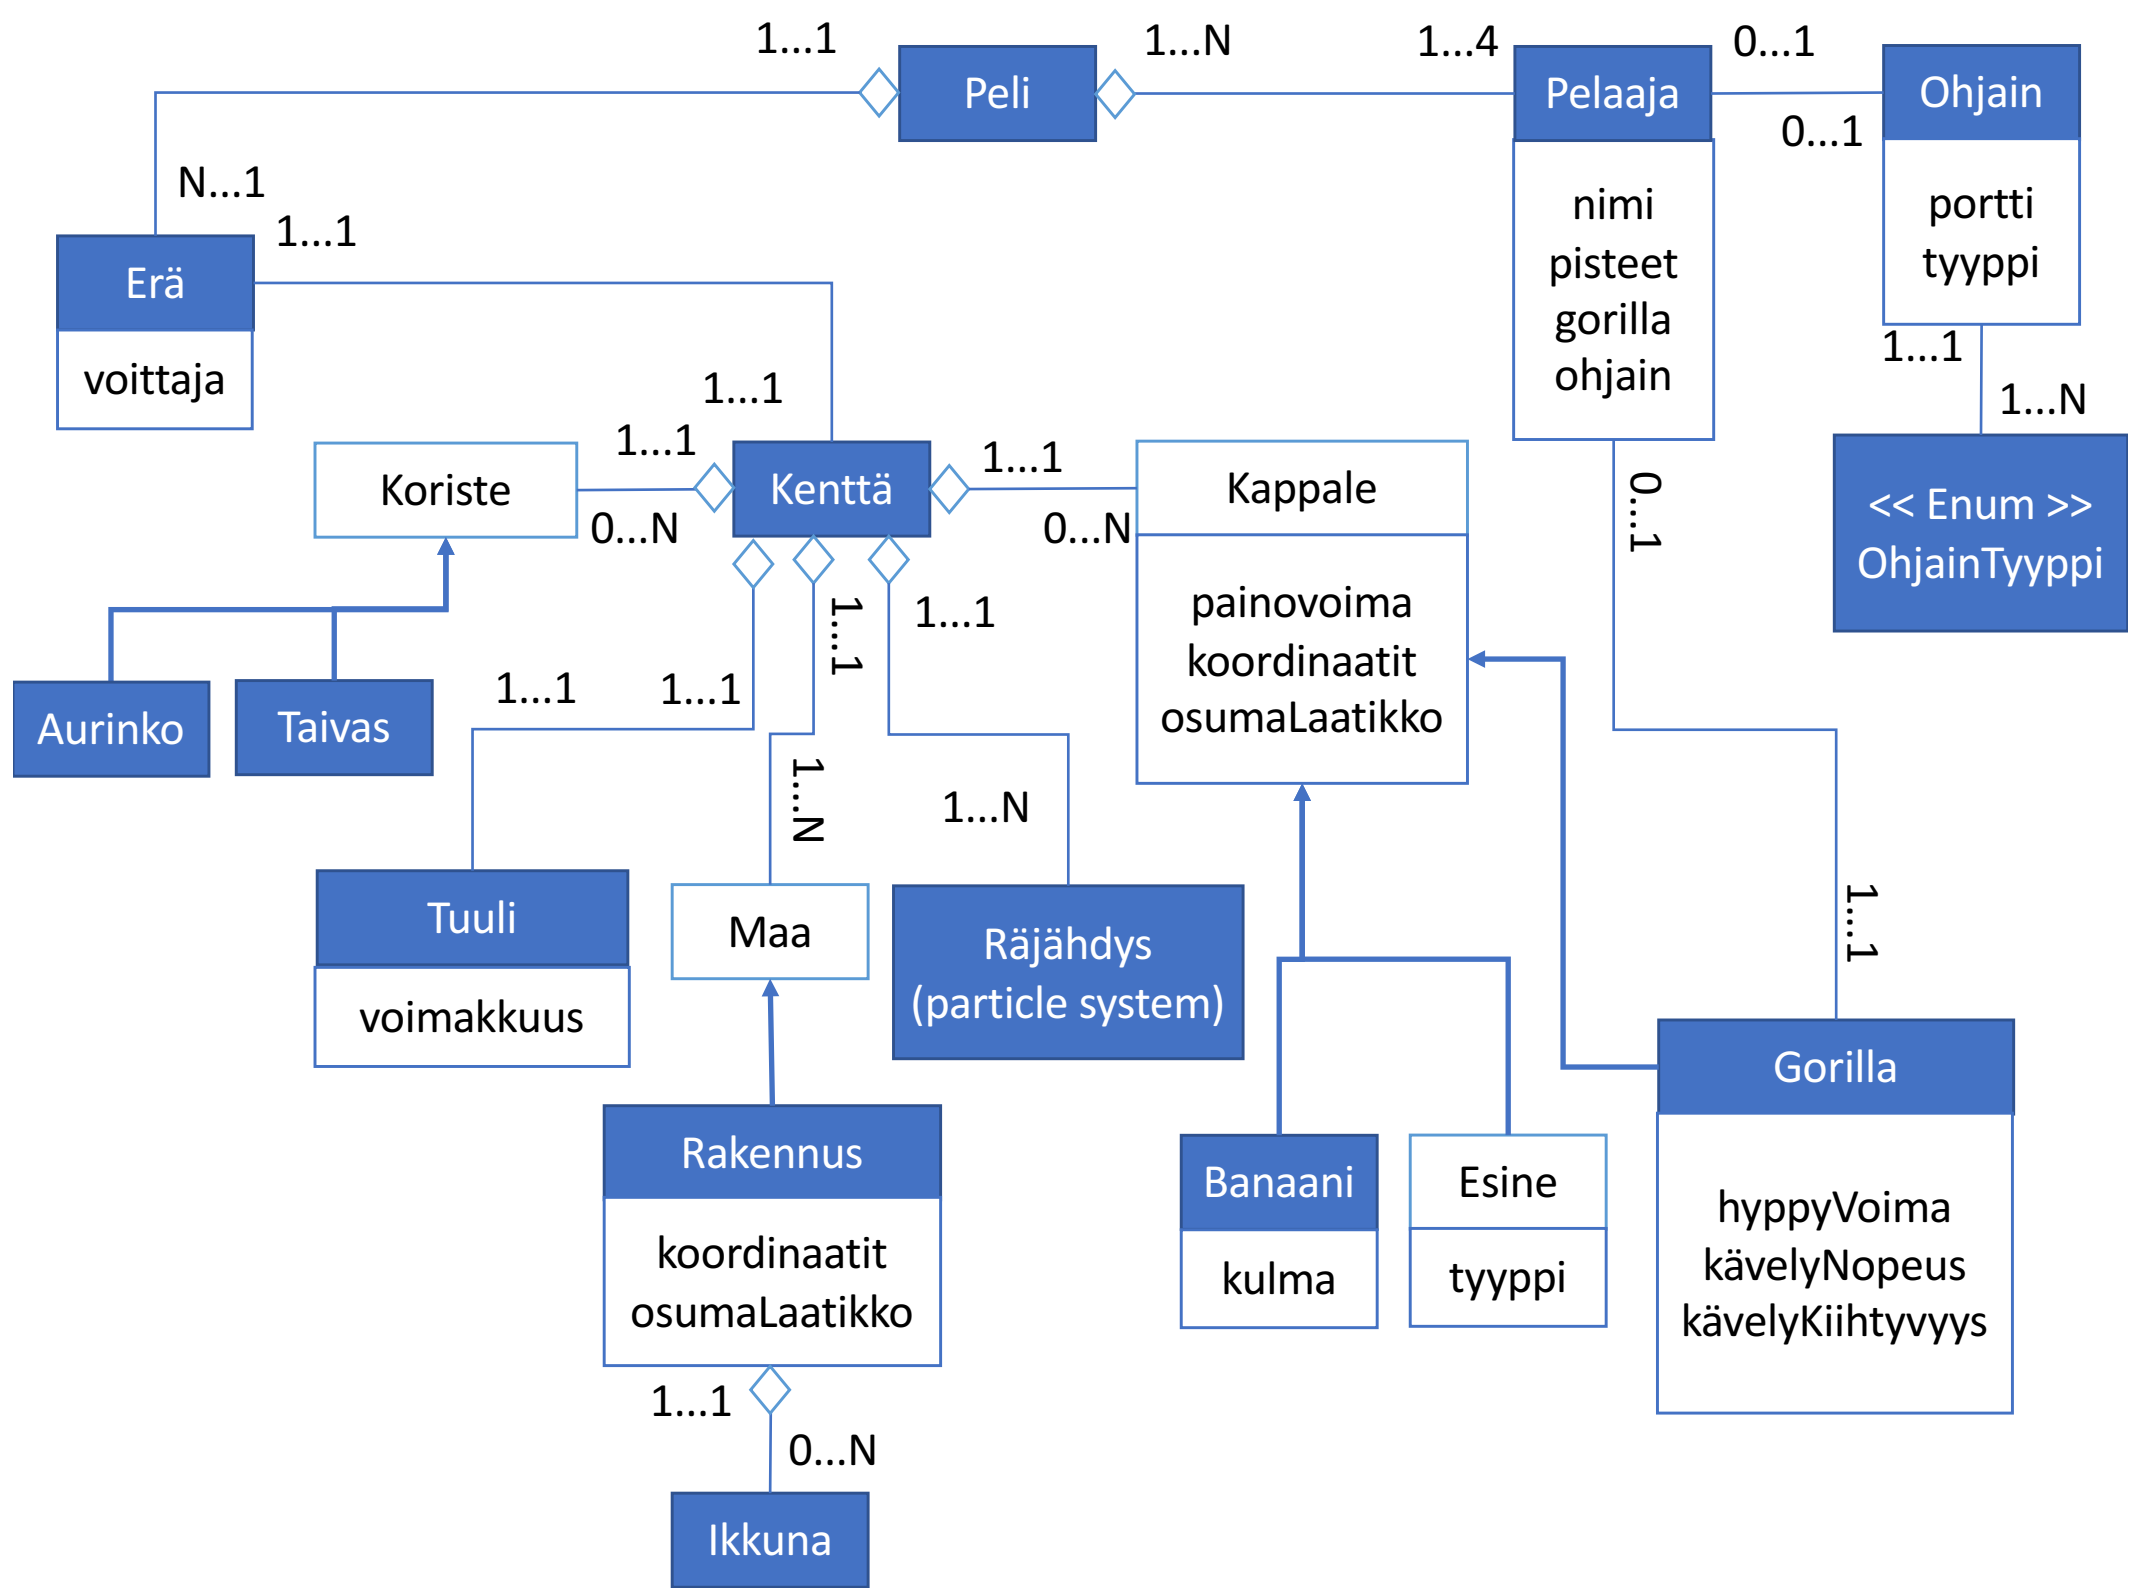 1...1
Peli
1...N
1...4
Pelaaja
0...1
0...1
Ohjain
nimi
pisteet
gorilla
ohjain
portti
tyyppi
N...1
1...1
Erä
voittaja
1...1
1...N
<< Enum >>
OhjainTyyppi
1...1
Koriste
1...1
0...N
Kenttä
1...1
0...N
Kappale
painovoima
koordinaatit
osumaLaatikko
0...1
Aurinko
Taivas
1...1
1...1
1...1
1...1
1...N
1...N
1...1
Tuuli
voimakkuus
Maa
Räjähdys
(particle system)
Gorilla
hyppyVoima
kävelyNopeus
kävelyKiihtyvyys
Rakennus
koordinaatit
osumaLaatikko
Banaani
kulma
Esine
tyyppi
1...1
0...N
Ikkuna